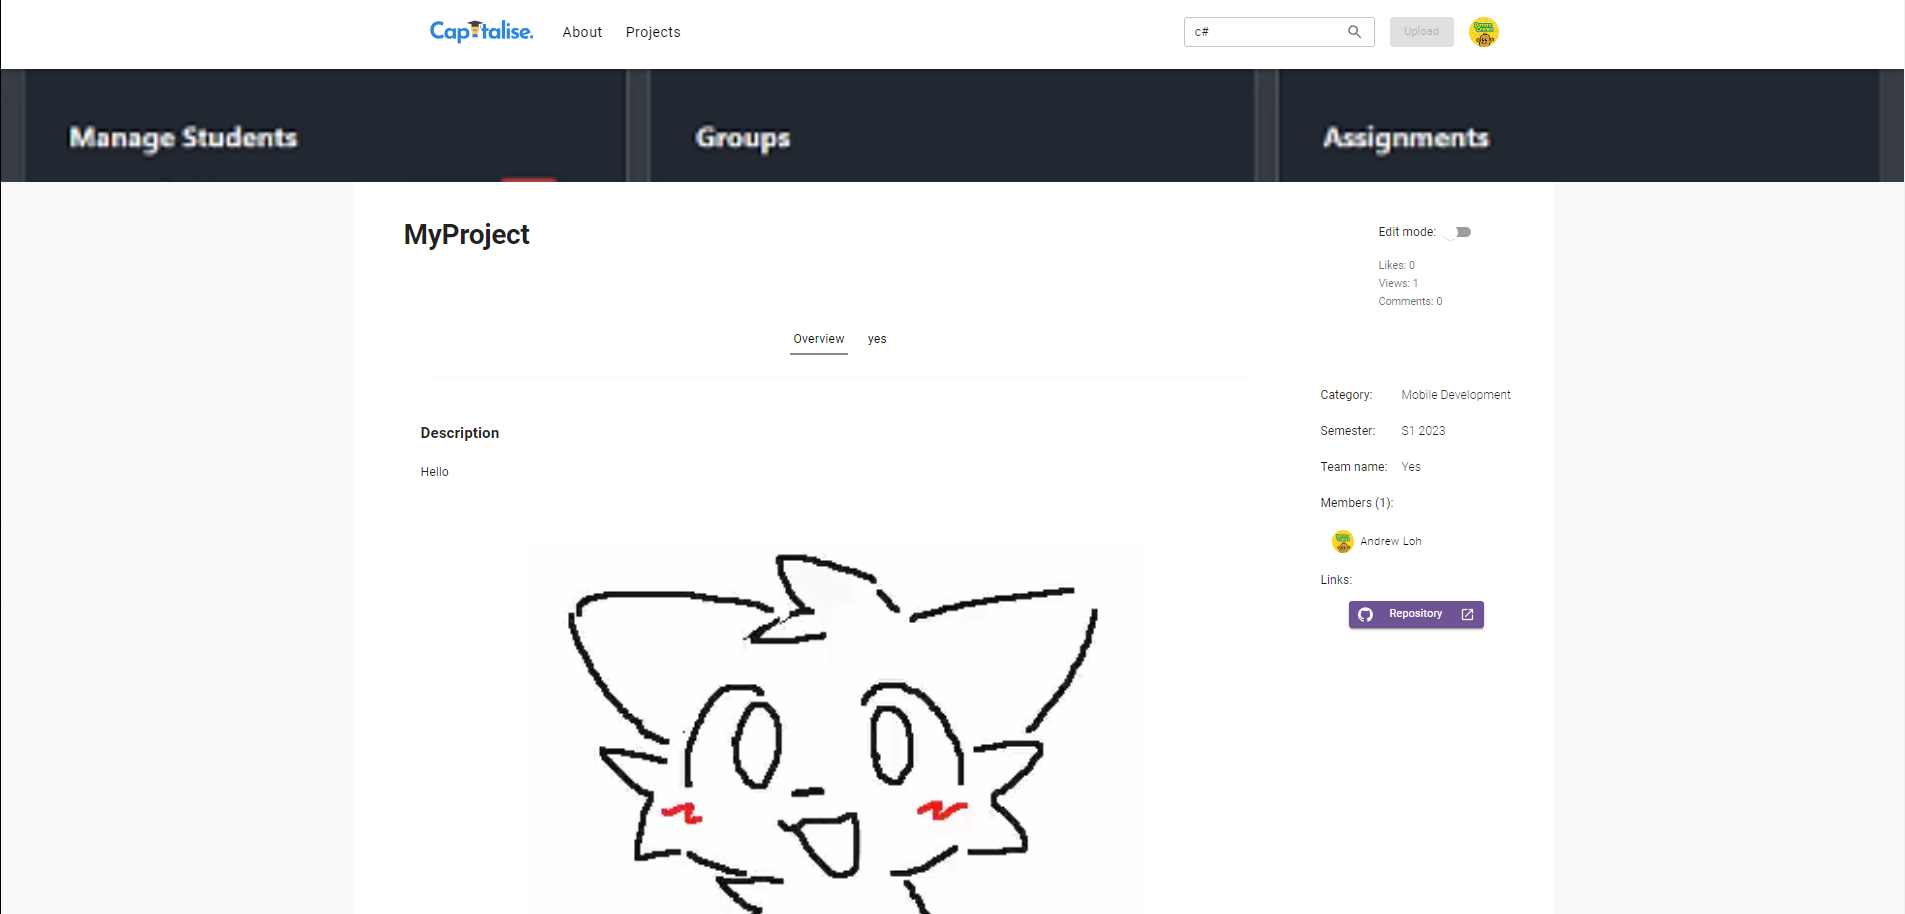 Capitalise.
About
Projects
c#
Upload
Manage Students
Groups
Assignments
MyProject
Edit mode:
Likes: 0
Views: 1
Comments: 0
Overview
yes
Description
Hello
Category: Mobile Development
Semester: S1 2023
Team name: Yes
Members (1):
Andrew Loh
Links:
Repository